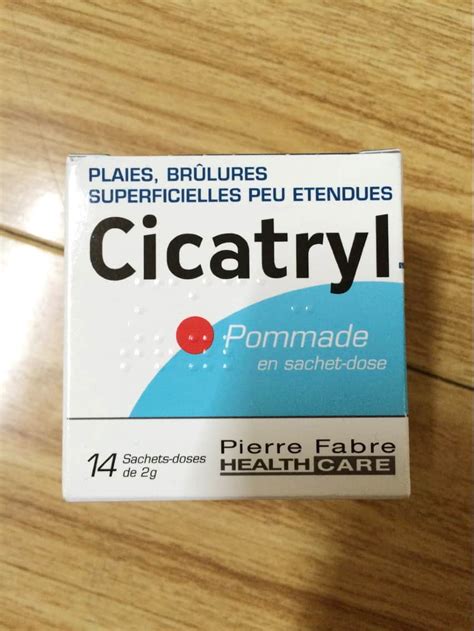 PLAIES, BRÛLURES
SUPERFICIELLES PEU ETENDUES
Cicatryl
Pommade
en sachet-dose
14 Sachets-doses
de 2g
Pierre Fabre
HEALTH CARE